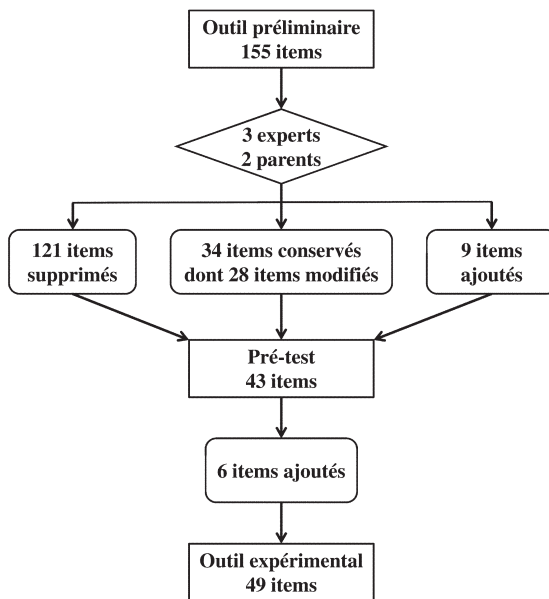 Outil préliminaire
155 items
3 experts
2 parents
121 items
supprimés
34 items conservés
dont 28 items modifiés
9 items
ajoutés
Pré-test
43 items
6 items ajoutés
Outil expérimental
49 items